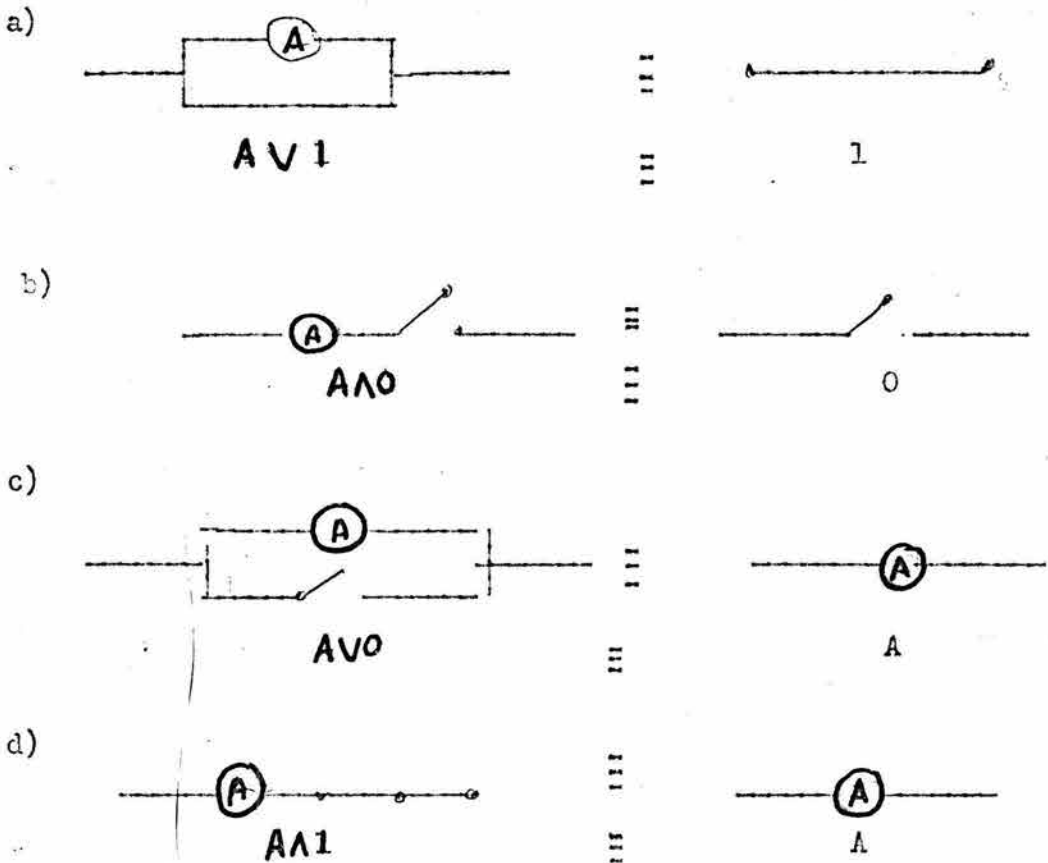 a)
A
≡
A ∨ 1 ≡ 1
b)
A
≡
A∧0 ≡ 0
c)
A ≡ A
A∨0 ≡ A
d)
A ≡ A
A∧1 ≡ A